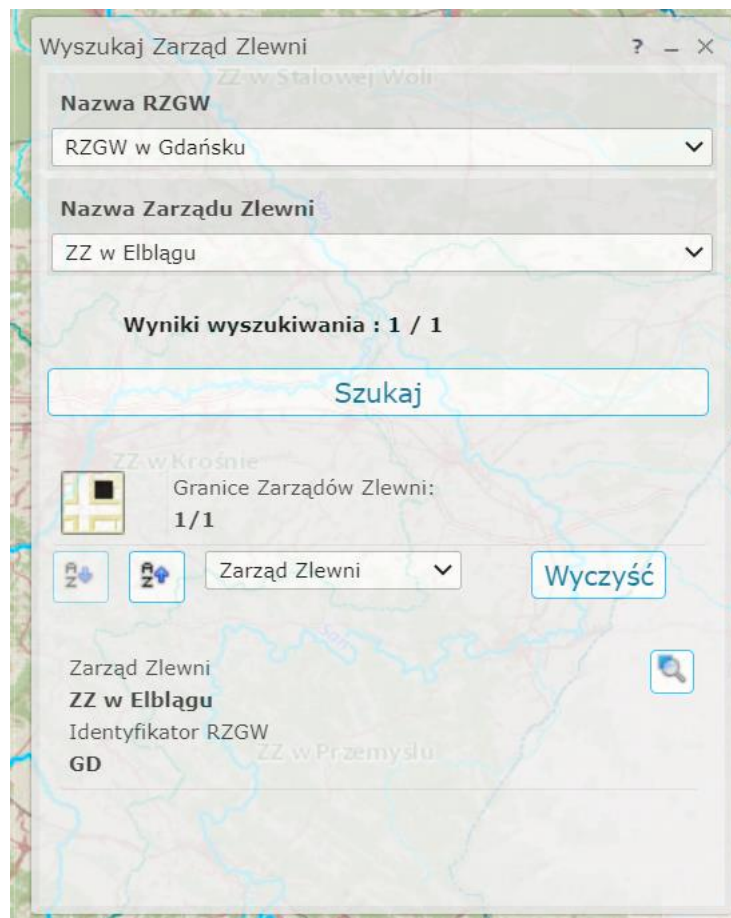 Wyszukaj Zarząd Zlewni
? – ×
ZZ w Stalowej Woli
Nazwa RZGW
RZGW w Gdańsku
Nazwa Zarządu Zlewni
San
ZZ w Elblągu
Wyniki wyszukiwania : 1 / 1
Szukaj
ZZ w Krośnie
Granice Zarządów Zlewni:
1/1
A Z
A Z
Zarząd Zlewni
Wyczyść
San
Zarząd Zlewni
ZZ w Elblągu
Identyfikator RZGW
ZZ w Przemyślu
GD